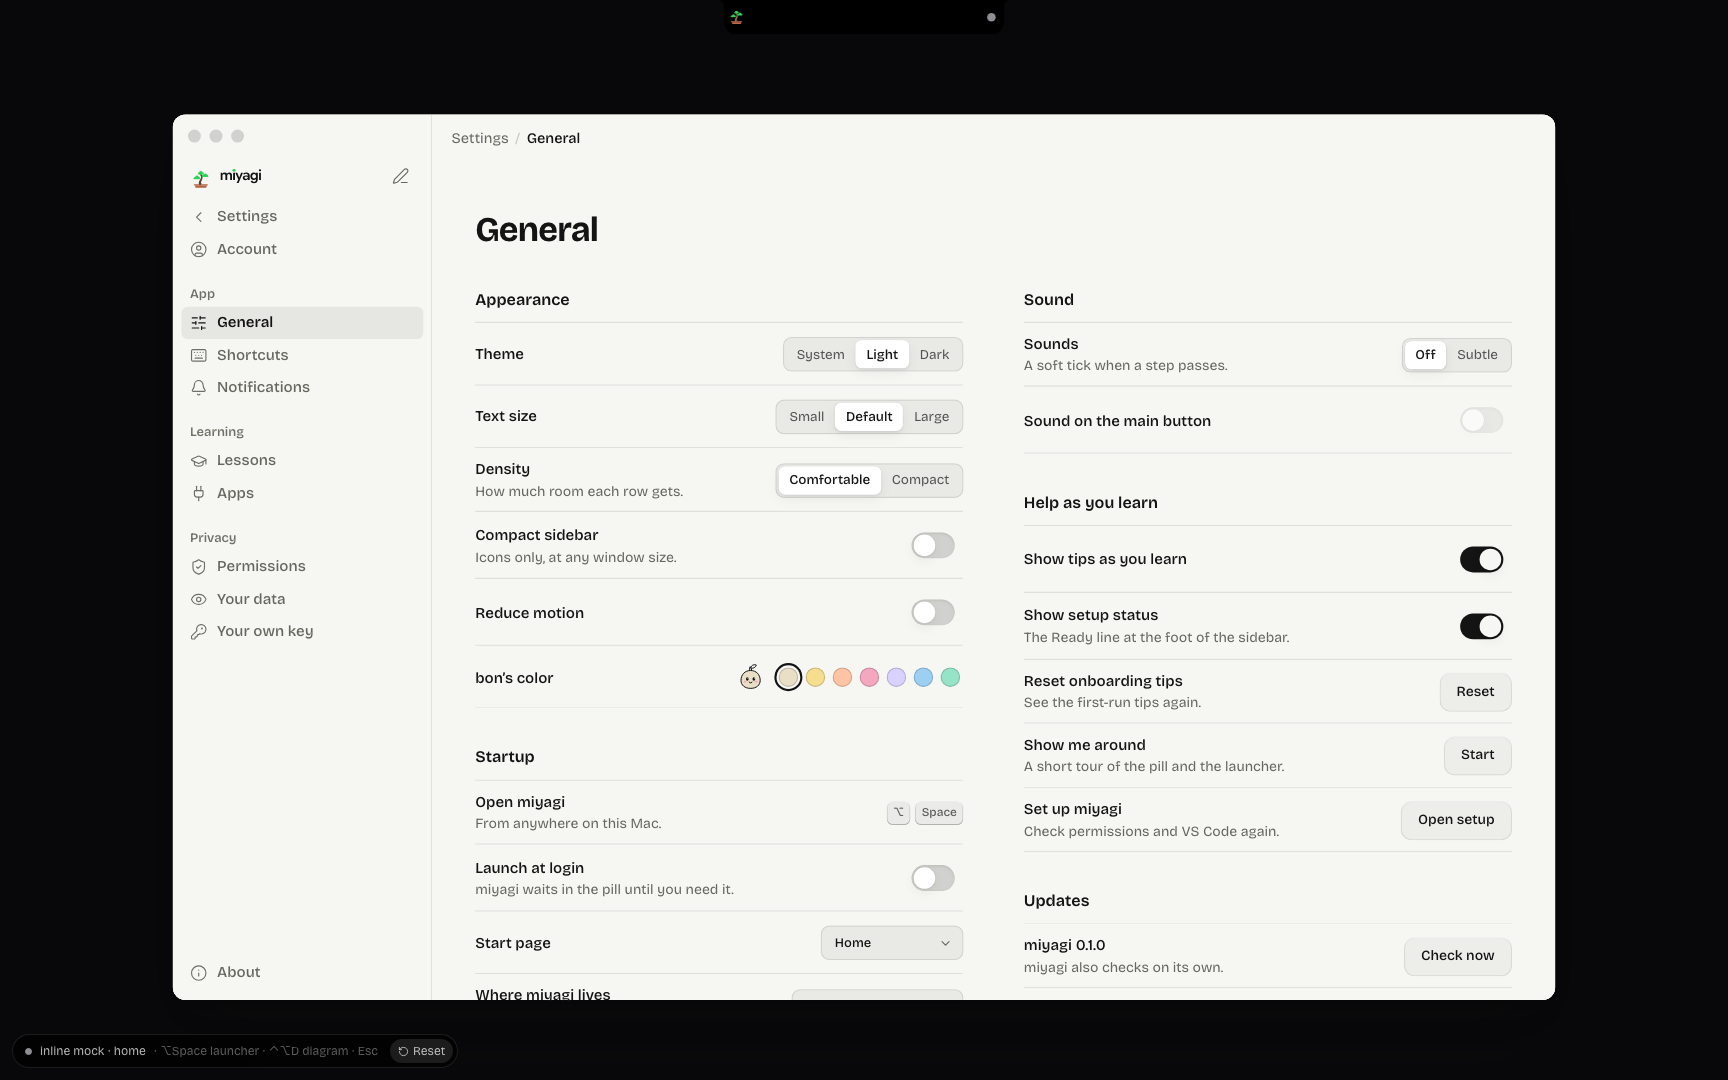 miyagi
Settings
Account
App
General
Shortcuts
Notifications
Learning
Lessons
Apps
Privacy
Permissions
Your data
Your own key
About
Settings / General
General
Appearance
Theme
System Light Dark
Text size
Small Default Large
Density
How much room each row gets.
Comfortable Compact
Compact sidebar
Icons only, at any window size.
Reduce motion
bon's color
Startup
Open miyagi
From anywhere on this Mac.
⌥ Space
Launch at login
miyagi waits in the pill until you need it.
Start page
Home
Where miyagi lives
Sound
Sounds
A soft tick when a step passes.
Off Subtle
Sound on the main button
Help as you learn
Show tips as you learn
Show setup status
The Ready line at the foot of the sidebar.
Reset onboarding tips
See the first-run tips again.
Reset
Show me around
A short tour of the pill and the launcher.
Start
Set up miyagi
Check permissions and VS Code again.
Open setup
Updates
miyagi 0.1.0
miyagi also checks on its own.
Check now
inline mock · home · ⌥Space launcher · ⌃⌥D diagram · Esc Reset